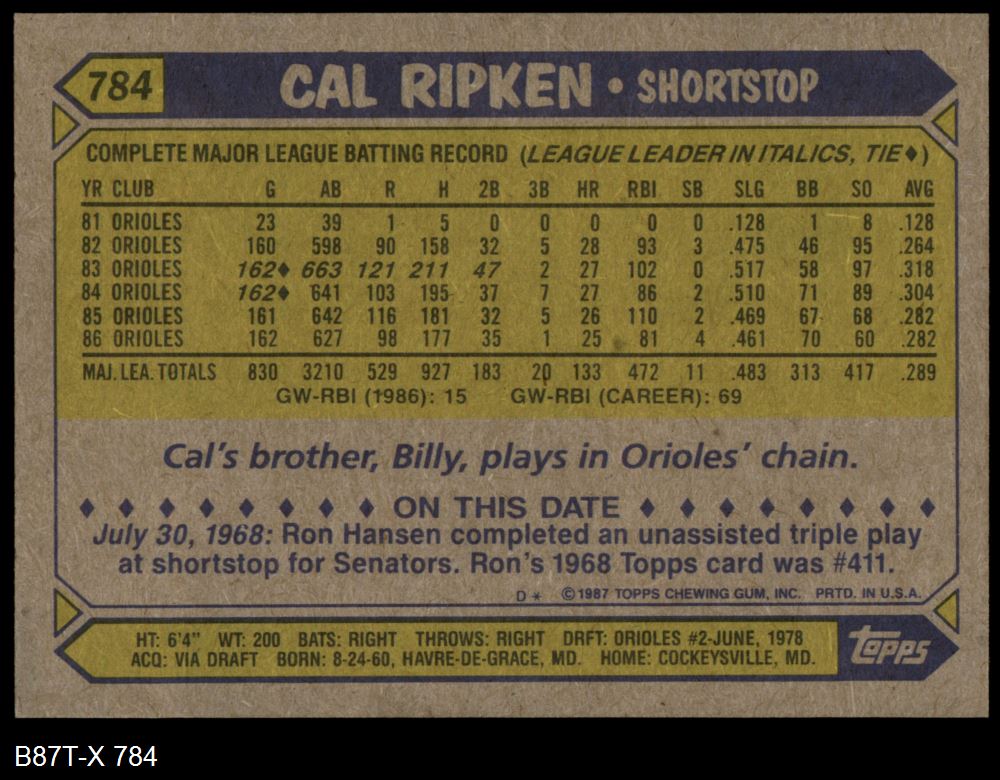 784 CAL RIPKEN • SHORTSTOP
COMPLETE MAJOR LEAGUE BATTING RECORD (LEAGUE LEADER IN ITALICS, TIE♦)
YR CLUB G AB R H 2B 3B HR RBI SB SLG BB SO AVG
81 ORIOLES 23 39 1 5 0 0 0 0 0 .128 1 8 .128
82 ORIOLES 160 598 90 158 32 5 28 93 3 .475 46 95 .264
83 ORIOLES 162♦ 663 121 211 47 2 27 102 0 .517 58 97 .318
84 ORIOLES 162♦ 641 103 195 37 7 27 86 2 .510 71 89 .304
85 ORIOLES 161 642 116 181 32 5 26 110 2 .469 67 68 .282
86 ORIOLES 162 627 98 177 35 1 25 81 4 .461 70 60 .282
MAJ. LEA. TOTALS 830 3210 529 927 183 20 133 472 11 .483 313 417 .289
GW-RBI (1986): 15 GW-RBI (CAREER): 69
Cal's brother, Billy, plays in Orioles' chain.
♦ ♦ ♦ ♦ ♦ ♦ ♦ ♦ ON THIS DATE ♦ ♦ ♦ ♦ ♦ ♦ ♦ ♦
July 30, 1968: Ron Hansen completed an unassisted triple play
at shortstop for Senators. Ron's 1968 Topps card was #411.
D * ©1987 TOPPS CHEWING GUM, INC. PRTD. IN U.S.A.
HT: 6'4" WT: 200 BATS: RIGHT THROWS: RIGHT DRFT: ORIOLES #2-JUNE, 1978
ACQ: VIA DRAFT BORN: 8-24-60, HAVRE-DE-GRACE, MD. HOME: COCKEYSVILLE, MD.
topps
B87T-X 784